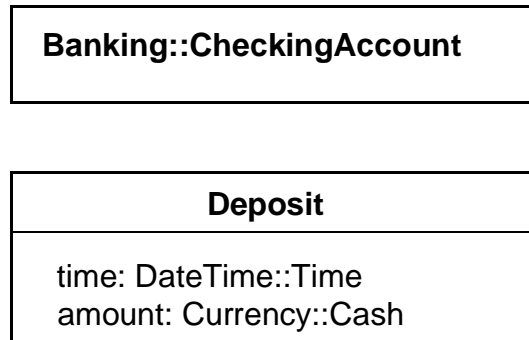 Banking::CheckingAccount
Deposit
time: DateTime::Time
amount: Currency::Cash